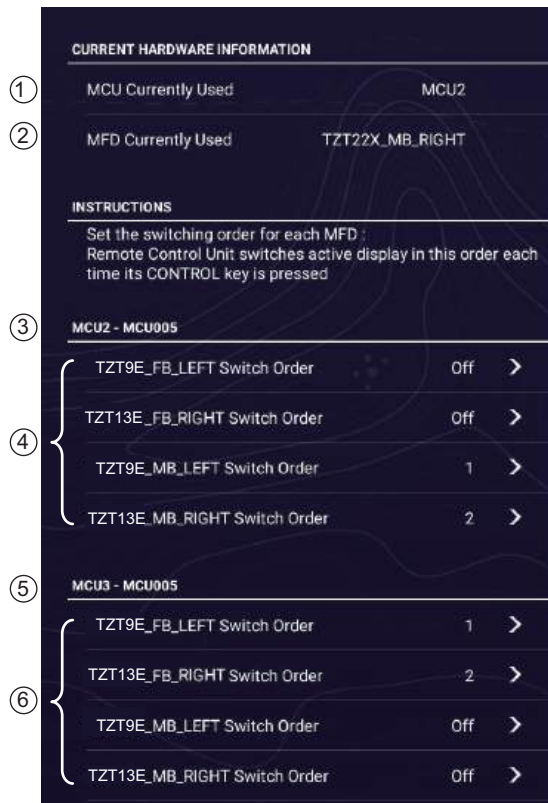 CURRENT HARDWARE INFORMATION
① MCU Currently Used MCU2
② MFD Currently Used TZT22X_MB_RIGHT
INSTRUCTIONS
Set the switching order for each MFD :
Remote Control Unit switches active display in this order each
time its CONTROL key is pressed
③ MCU2 - MCU005
TZT9E_FB_LEFT Switch Order Off >
TZT13E_FB_RIGHT Switch Order Off >
④
TZT9E_MB_LEFT Switch Order 1 >
TZT13E_MB_RIGHT Switch Order 2 >
⑤ MCU3 - MCU005
TZT9E_FB_LEFT Switch Order 1 >
TZT13E_FB_RIGHT Switch Order 2 >
⑥
TZT9E_MB_LEFT Switch Order Off >
TZT13E_MB_RIGHT Switch Order Off >